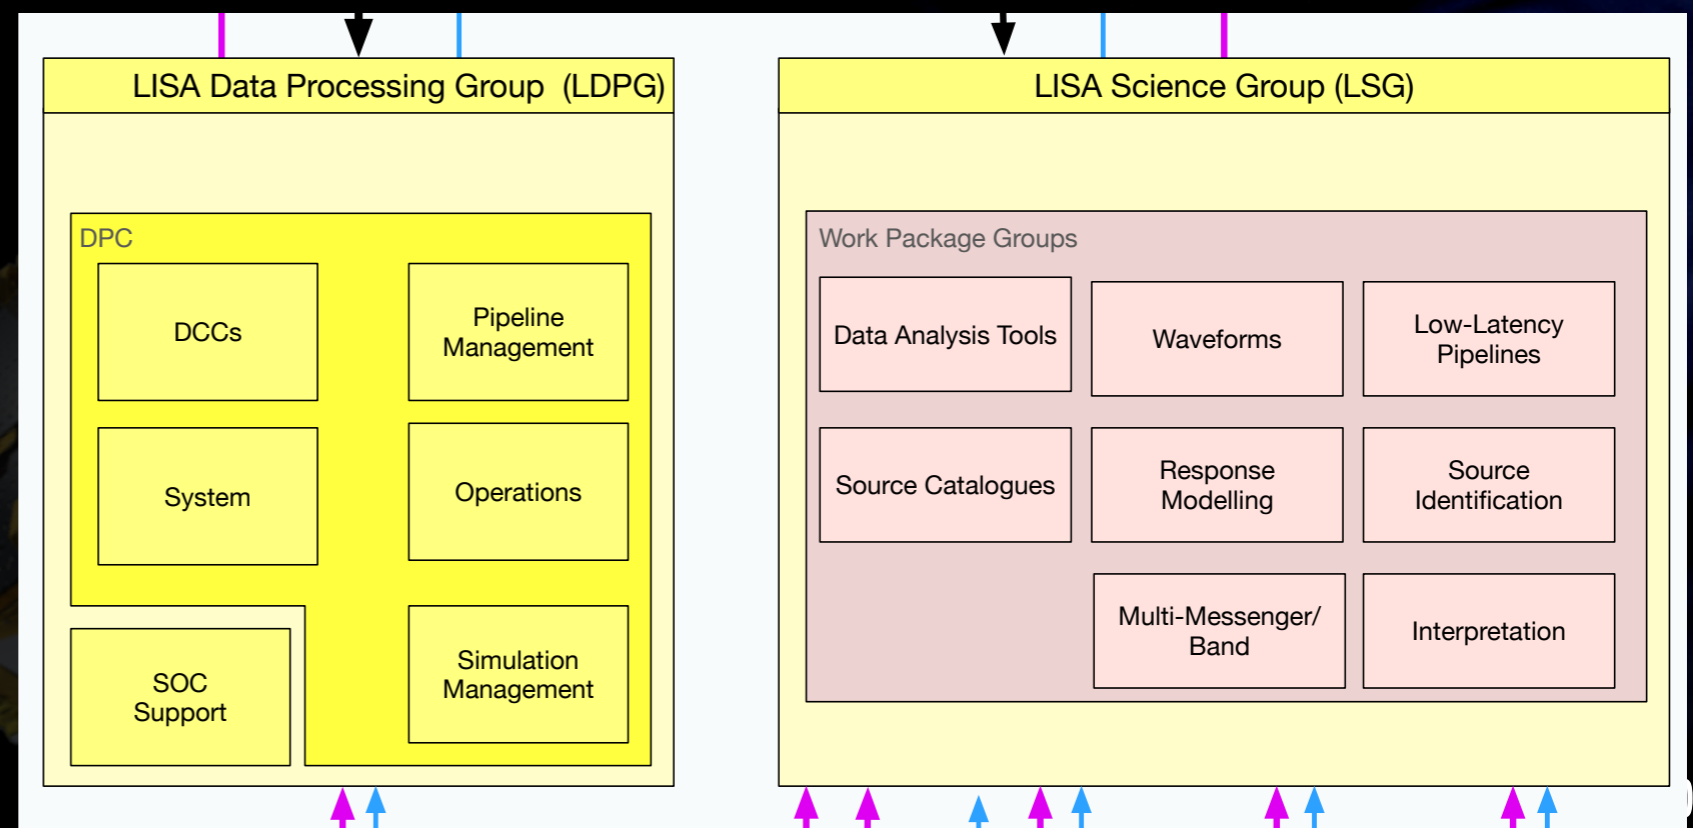 LISA Data Processing Group (LDPG)
DPC
DCCs
Pipeline
Management
System
Operations
SOC
Support
Simulation
Management
LISA Science Group (LSG)
Work Package Groups
Data Analysis Tools
Waveforms
Low-Latency
Pipelines
Source Catalogues
Response
Modelling
Source
Identification
Multi-Messenger/
Band
Interpretation